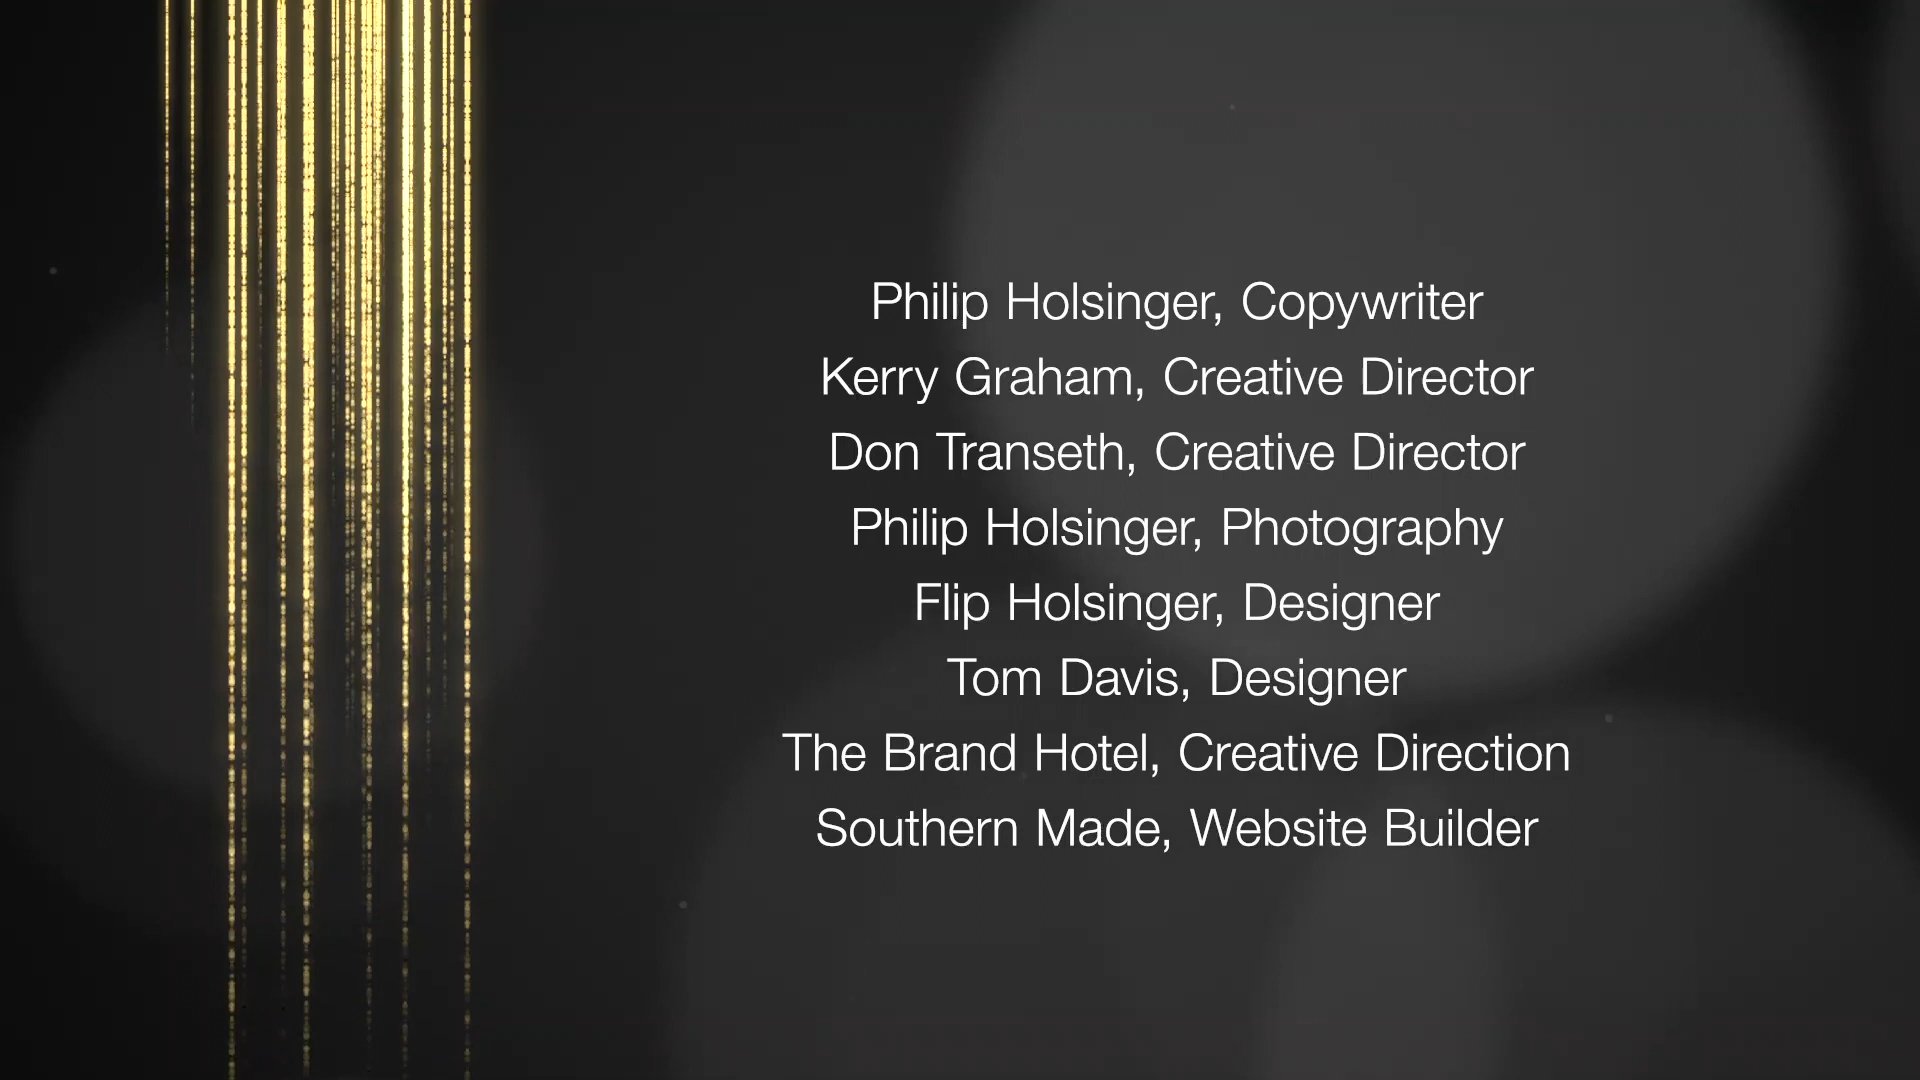 Philip Holsinger, Copywriter
Kerry Graham, Creative Director
Don Transeth, Creative Director
Philip Holsinger, Photography
Flip Holsinger, Designer
Tom Davis, Designer
The Brand Hotel, Creative Direction
Southern Made, Website Builder